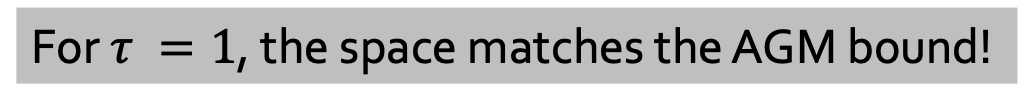 For τ = 1, the space matches the AGM bound!